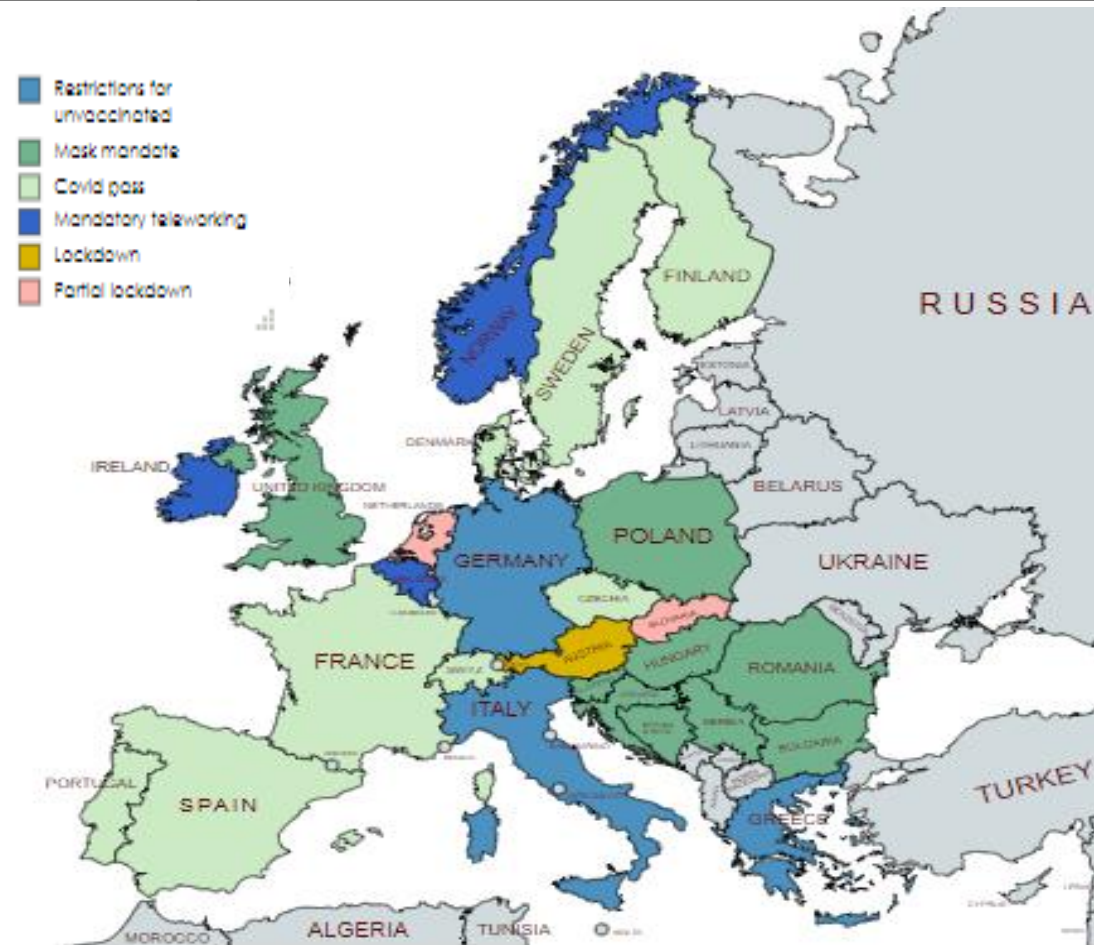 Restrictions for
unvaccinated
Mask mandate
Covid pass
Mandatory teleworking
Lockdown
Partial lockdown
RUSSIA
FINLAND
NORWAY
SWEDEN
ESTONIA
LATVIA
LITHUANIA
DENMARK
IRELAND
UNITED KINGDOM
BELARUS
NETHERLANDS
POLAND
GERMANY
UKRAINE
CZECHIA
SLOVAKIA
AUSTRIA
HUNGARY
FRANCE
ROMANIA
ITALY
SERBIA
BULGARIA
PORTUGAL
SPAIN
TURKEY
GREECE
MOROCCO
ALGERIA
TUNISIA
MALTA
CYPRUS